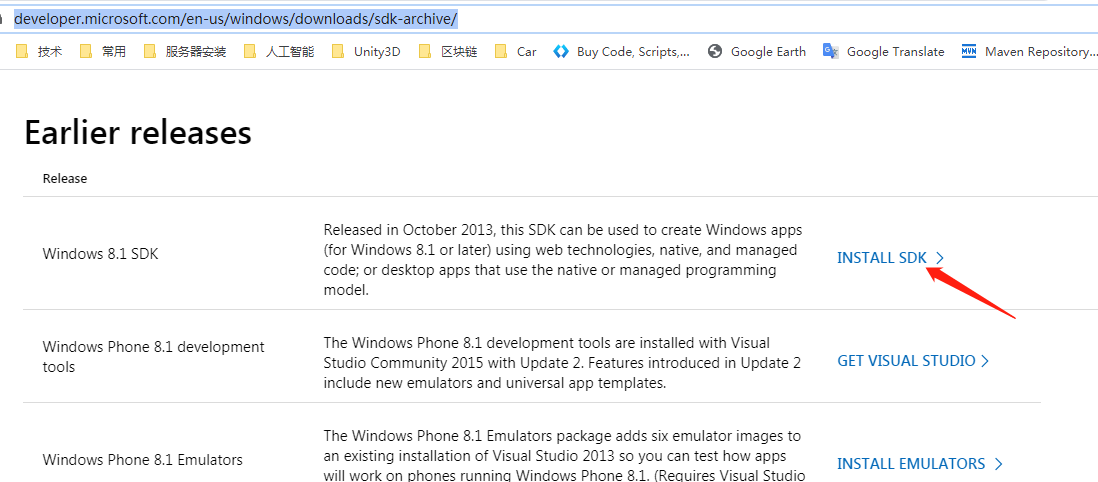 developer.microsoft.com/en-us/windows/downloads/sdk-archive/
技术 常用 服务器安装 人工智能 Unity3D 区块链 Car Buy Code, Scripts,... Google Earth Google Translate MVN Maven Repository...
Earlier releases
Release
Windows 8.1 SDK
Released in October 2013, this SDK can be used to create Windows apps
(for Windows 8.1 or later) using web technologies, native, and managed
code; or desktop apps that use the native or managed programming
model.
INSTALL SDK
Windows Phone 8.1 development
tools
The Windows Phone 8.1 development tools are installed with Visual
Studio Community 2015 with Update 2. Features introduced in Update 2
include new emulators and universal app templates.
GET VISUAL STUDIO
Windows Phone 8.1 Emulators
The Windows Phone 8.1 Emulators package adds six emulator images to
an existing installation of Visual Studio 2013 so you can test how apps
will work on phones running Windows Phone 8.1. (Requires Visual Studio
INSTALL EMULATORS